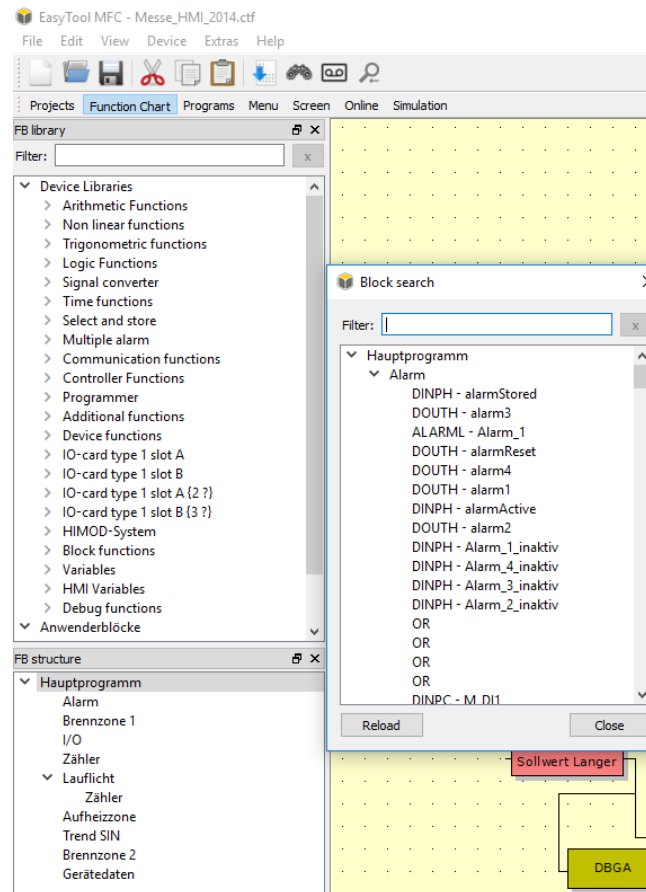 EasyTool MFC - Messe_HMI_2014.ctf
File Edit View Device Extras Help
Projects Function Chart Programs Menu Screen Online Simulation
FB library
Filter:
x
Device Libraries
Arithmetic Functions
Non linear functions
Trigonometric functions
Logic Functions
Signal converter
Time functions
Select and store
Multiple alarm
Communication functions
Controller Functions
Programmer
Additional functions
Device functions
IO-card type 1 slot A
IO-card type 1 slot B
IO-card type 1 slot A {2 ?}
IO-card type 1 slot B {3 ?}
HIMOD-System
Block functions
Variables
HMI Variables
Debug functions
Anwenderblöcke
FB structure
Hauptprogramm
Alarm
Brennzone 1
I/O
Zähler
Lauflicht
Zähler
Aufheizzone
Trend SIN
Brennzone 2
Gerätedaten
Block search
Filter:
x
Hauptprogramm
Alarm
DINPH - alarmStored
DOUTH - alarm3
ALARML - Alarm_1
DOUTH - alarmReset
DOUTH - alarm4
DOUTH - alarm1
DINPH - alarmActive
DOUTH - alarm2
DINPH - Alarm_1_inaktiv
DINPH - Alarm_4_inaktiv
DINPH - Alarm_3_inaktiv
DINPH - Alarm_2_inaktiv
OR
OR
OR
OR
DINPC - M_DI1
Reload Close
Sollwert Langer
DBGA